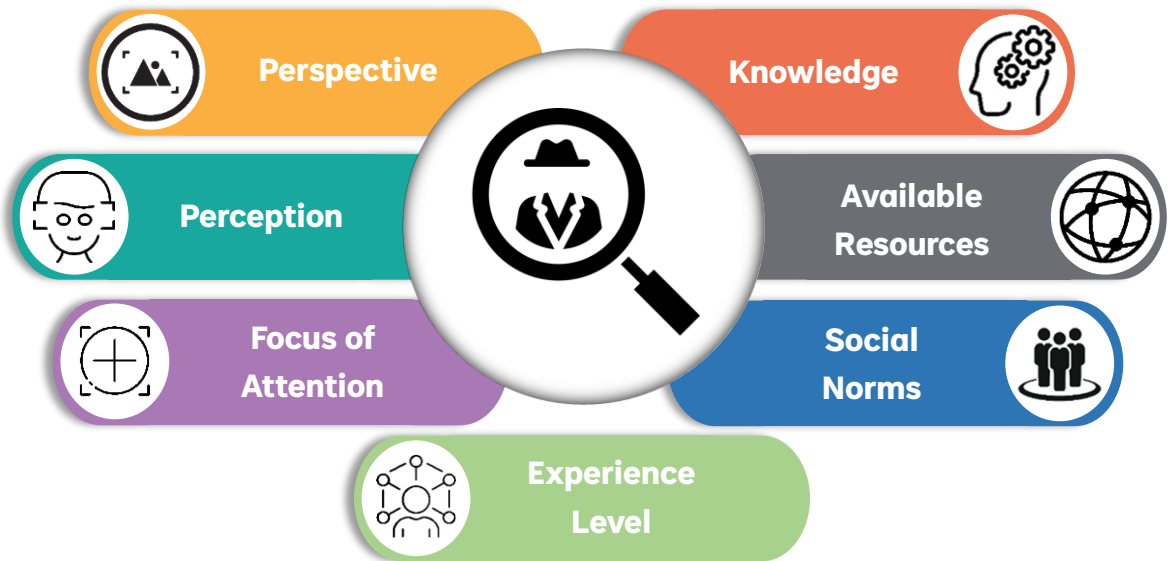 Perspective
Knowledge
Perception
Available
Resources
Focus of
Attention
Social
Norms
Experience
Level